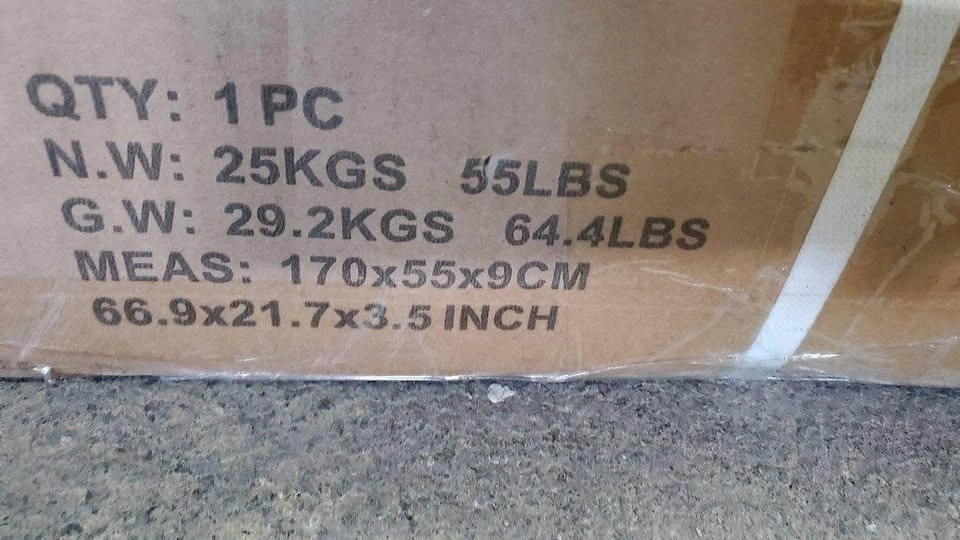 QTY: 1 PC
N.W: 25KGS 55LBS
G.W: 29.2KGS 64.4LBS
MEAS: 170x55x9CM
66.9x21.7x3.5 INCH